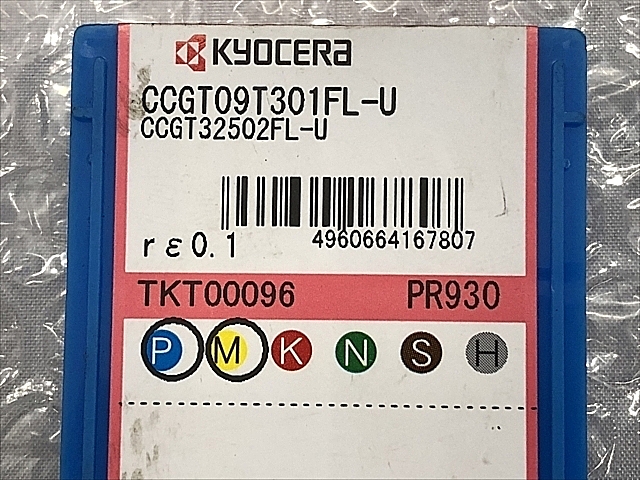 KYOCERA
CCGT09T301FL-U
CCGT32502FL-U
rε0.1
4960664167807
TKT00096 PR930
P M K N S H